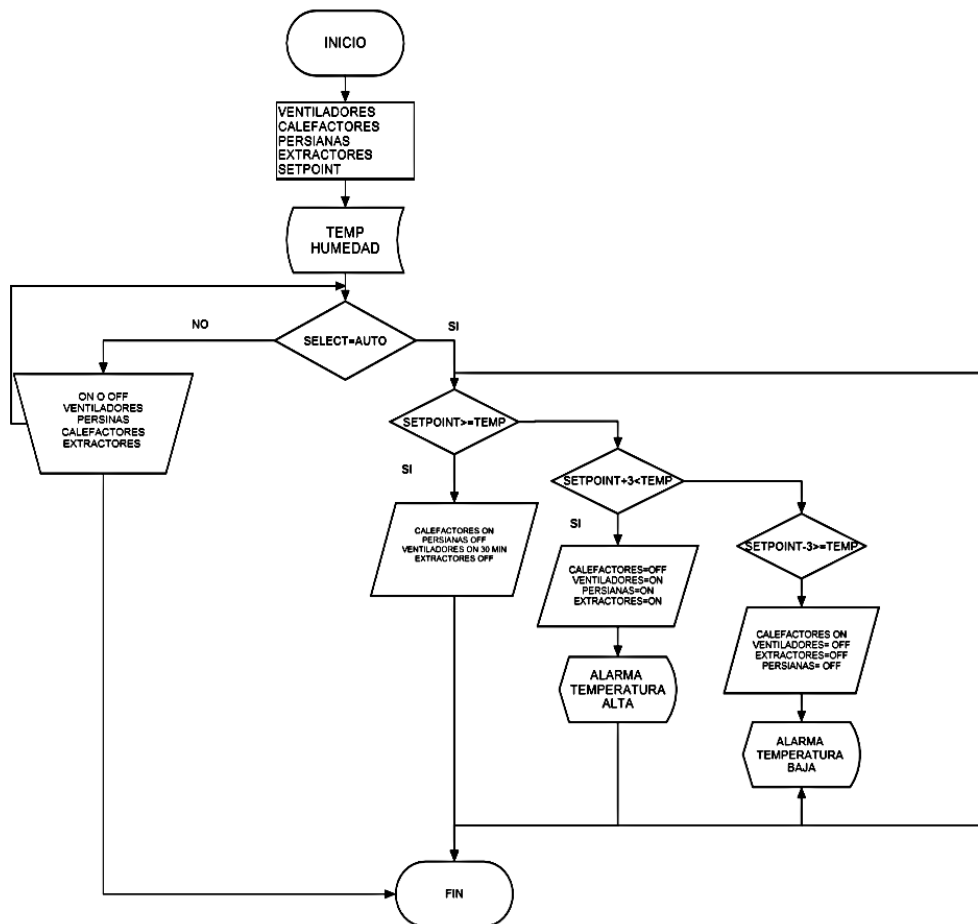 INICIO
VENTILADORES
CALEFACTORES
PERSIANAS
EXTRACTORES
SETPOINT
TEMP
HUMEDAD
NO
SELECT=AUTO
SI
ON O OFF
VENTILADORES
PERSINAS
CALEFACTORES
EXTRACTORES
SETPOINT>=TEMP
SI
SETPOINT+3<TEMP
SI
SETPOINT-3>=TEMP
CALEFACTORES ON
PERSIANAS OFF
VENTILADORES ON 30 MIN
EXTRACTORES OFF
CALEFACTORES=OFF
VENTILADORES=ON
PERSIANAS=ON
EXTRACTORES=ON
CALEFACTORES ON
VENTILADORES= OFF
EXTRACTORES=OFF
PERSIANAS= OFF
ALARMA
TEMPERATURA
ALTA
ALARMA
TEMPERATURA
BAJA
FIN